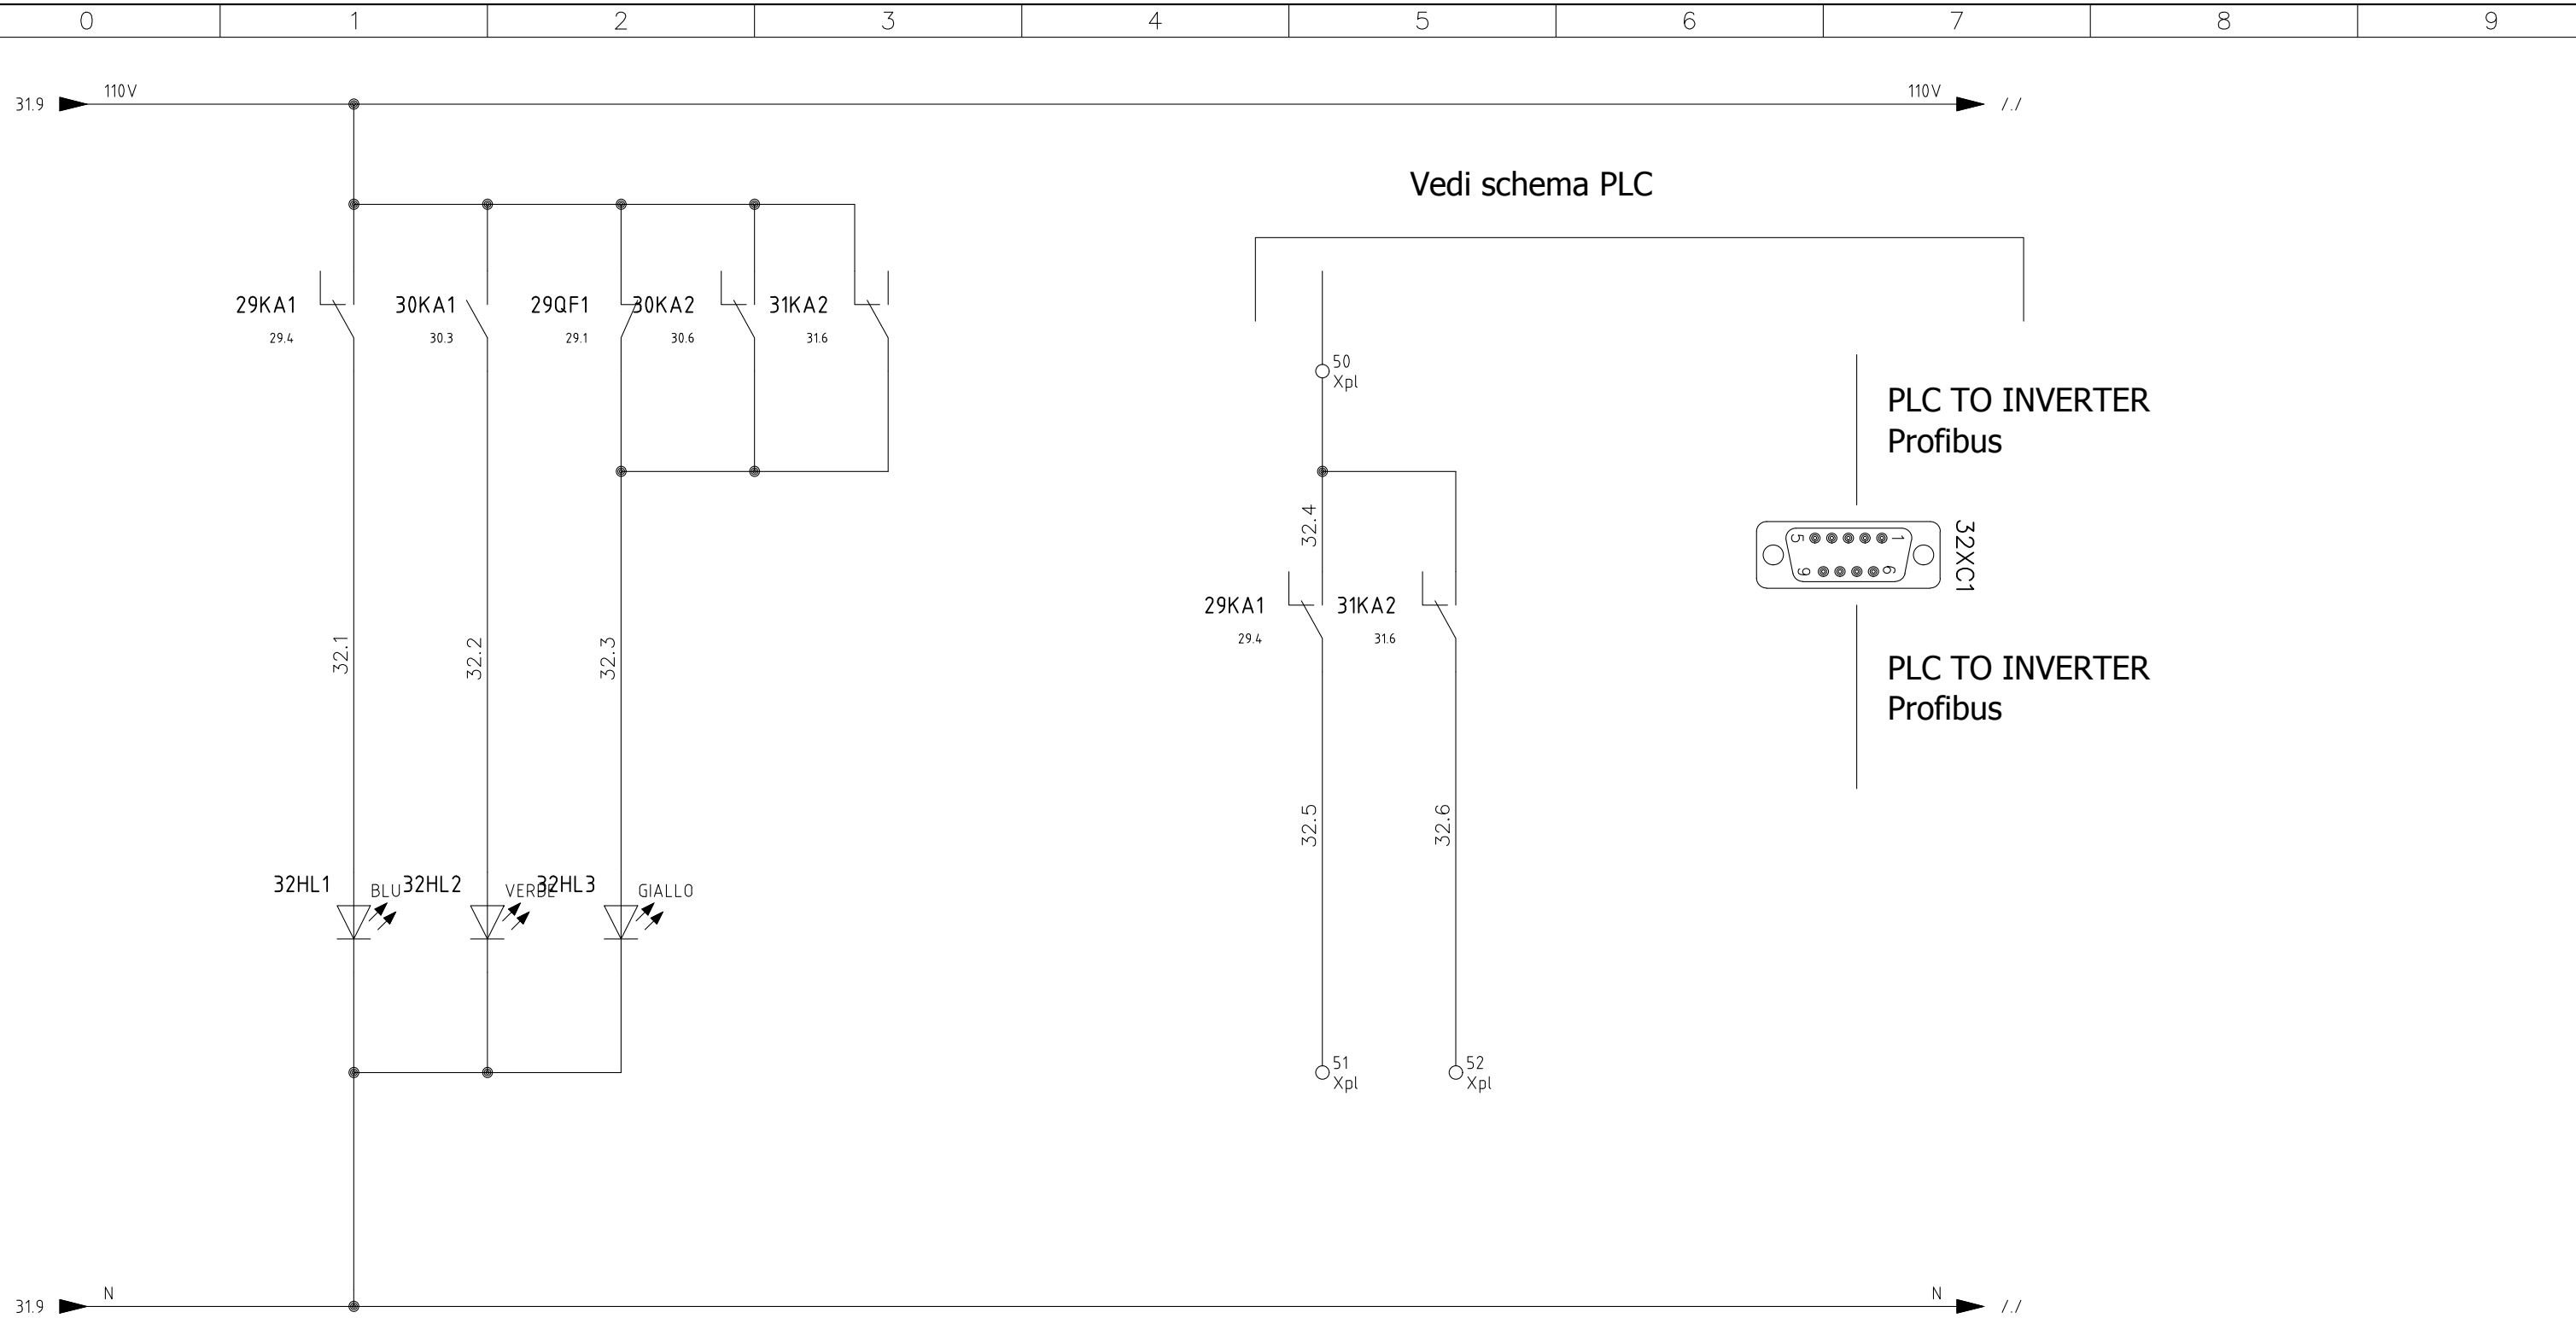 0 1 2 3 4 5 6 7 8 9
31.9 110V 110V /./
Vedi schema PLC
29KA1 30KA1 29QF1 30KA2 31KA2
29.4 30.3 29.1 30.6 31.6
50
Xpl
PLC TO INVERTER
Profibus
32.4
5 1
9 6
32XC1
29KA1 31KA2
29.4 31.6
32.1 32.2 32.3
PLC TO INVERTER
Profibus
32.5 32.6
32HL1 BLU 32HL2 VERDE 32HL3 GIALLO
51
Xpl
52
Xpl
31.9 N N /./